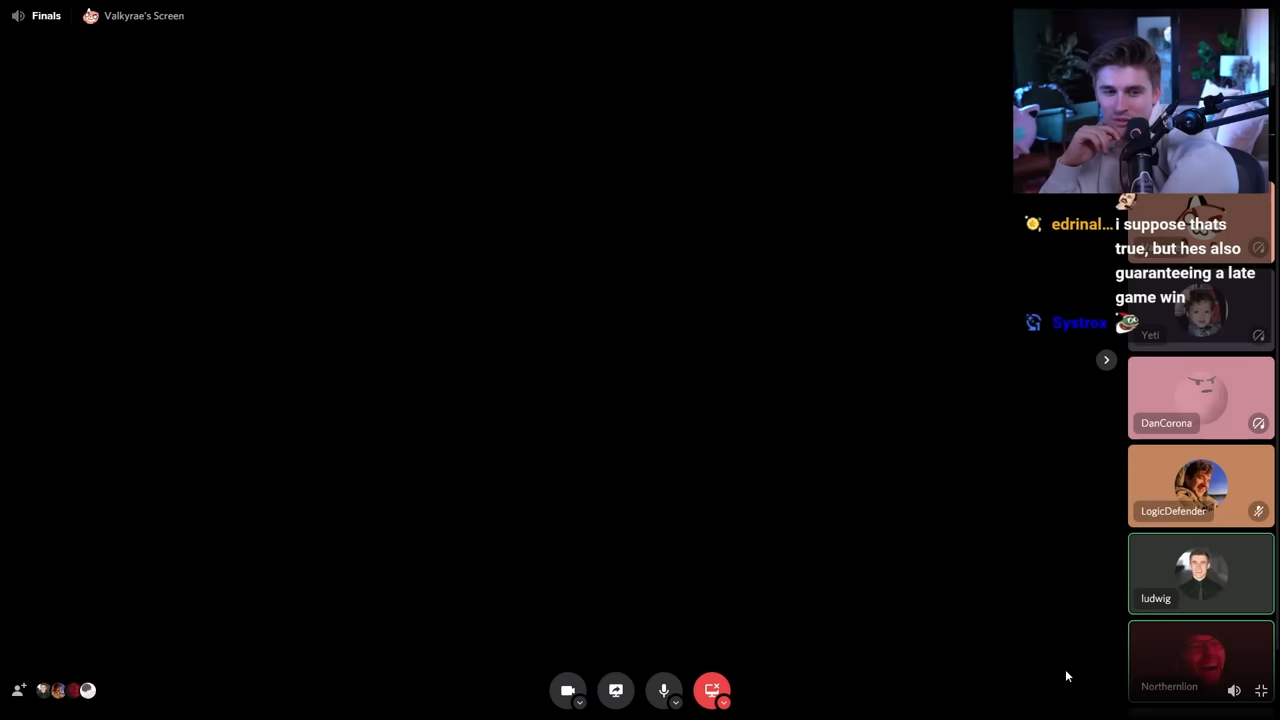 Finals
Valkyrae's Screen
edrinal...
i suppose thats
true, but hes also
guaranteeing a late
game win
Systrox
Yeti
DanCorona
LogicDefender
ludwig
Northernlion